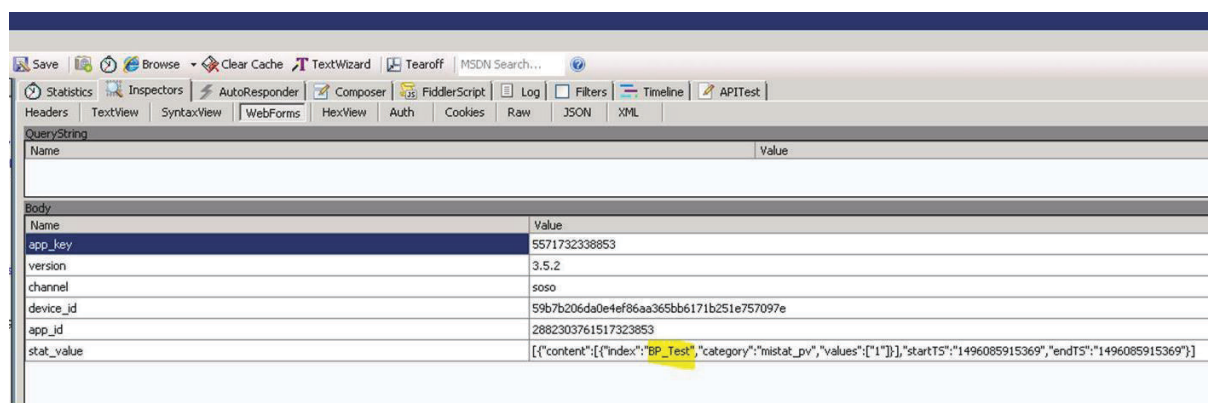 Save Browse Clear Cache TextWizard Tearoff MSDN Search...
Statistics Inspectors AutoResponder Composer FiddlerScript Log Filters Timeline APITest
Headers TextView SyntaxView WebForms HexView Auth Cookies Raw JSON XML
QueryString
Name Value
Body
Name Value
app_key 5571732338853
version 3.5.2
channel soso
device_id 59b7b206da0e4ef86aa365bb6171b251e757097e
app_id 2882303761517323853
stat_value [{"content":[{"index":"BP_Test","category":"mistat_pv","values":["1"]}],"startTS":"1496085915369","endTS":"1496085915369"}]